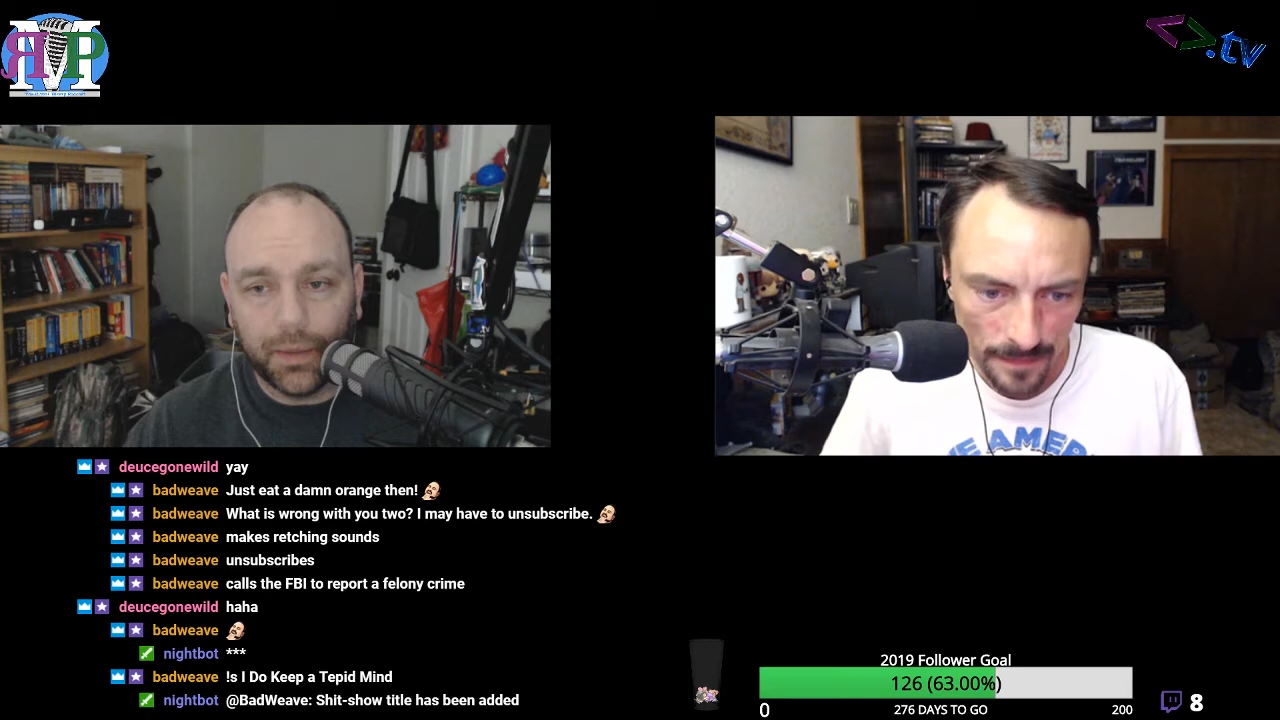 RMP
<>.tv
E AMER
deucegonewild yay
badweave Just eat a damn orange then!
badweave What is wrong with you two? I may have to unsubscribe.
badweave makes retching sounds
badweave unsubscribes
badweave calls the FBI to report a felony crime
deucegonewild haha
badweave
nightbot ***
badweave !s I Do Keep a Tepid Mind
nightbot @BadWeave: Shit-show title has been added
2019 Follower Goal
126 (63.00%)
0 276 DAYS TO GO 200
8